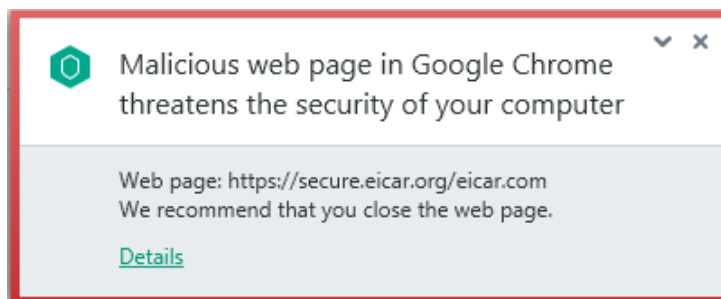 Malicious web page in Google Chrome
threatens the security of your computer
Web page: https://secure.eicar.org/eicar.com
We recommend that you close the web page.
Details